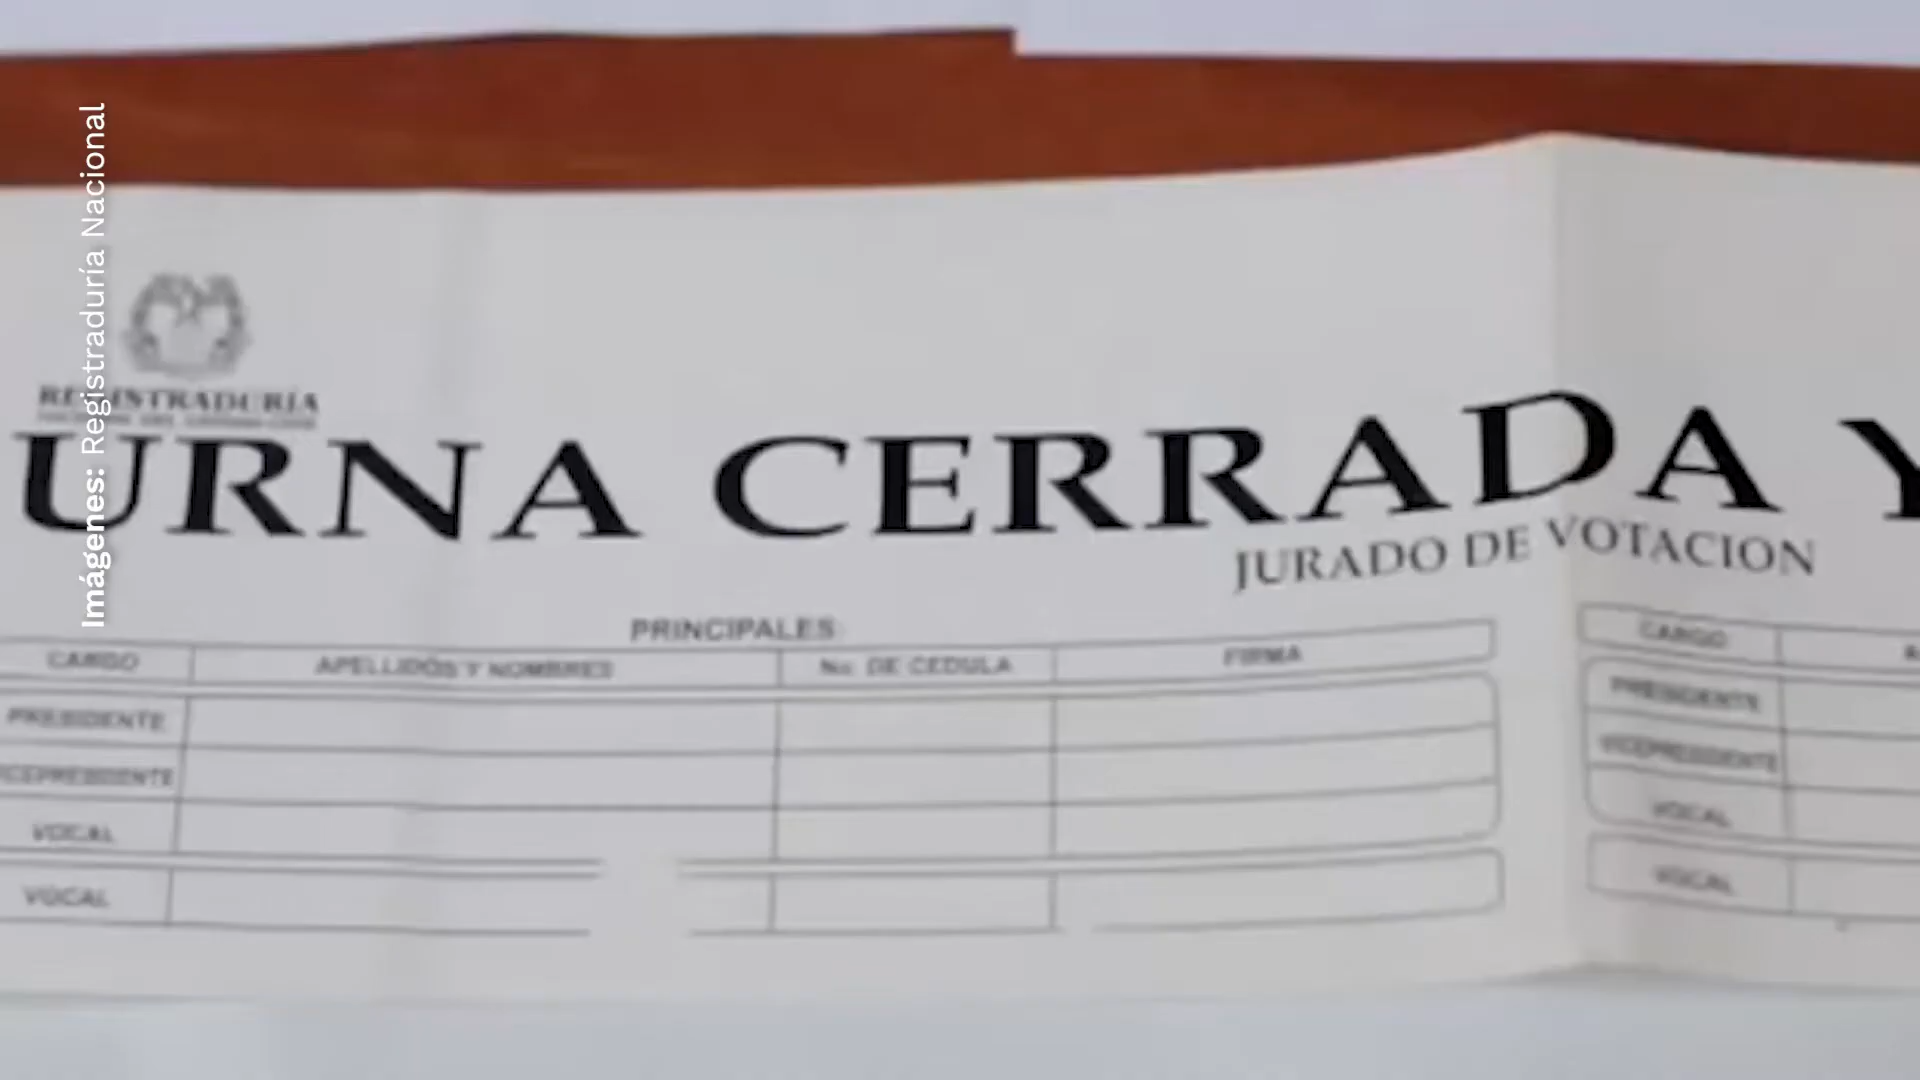 Imágenes: Registraduría Nacional
REGISTRADURÍA
URNA CERRADA Y
JURADO DE VOTACION
PRINCIPALES:
CARGO APELLIDOS Y NOMBRES No. DE CEDULA FIRMA
PRESIDENTE
VICEPRESIDENTE
VOCAL
VOCAL
CARGO
PRESIDENTE
VICEPRESIDENTE
VOCAL
VOCAL